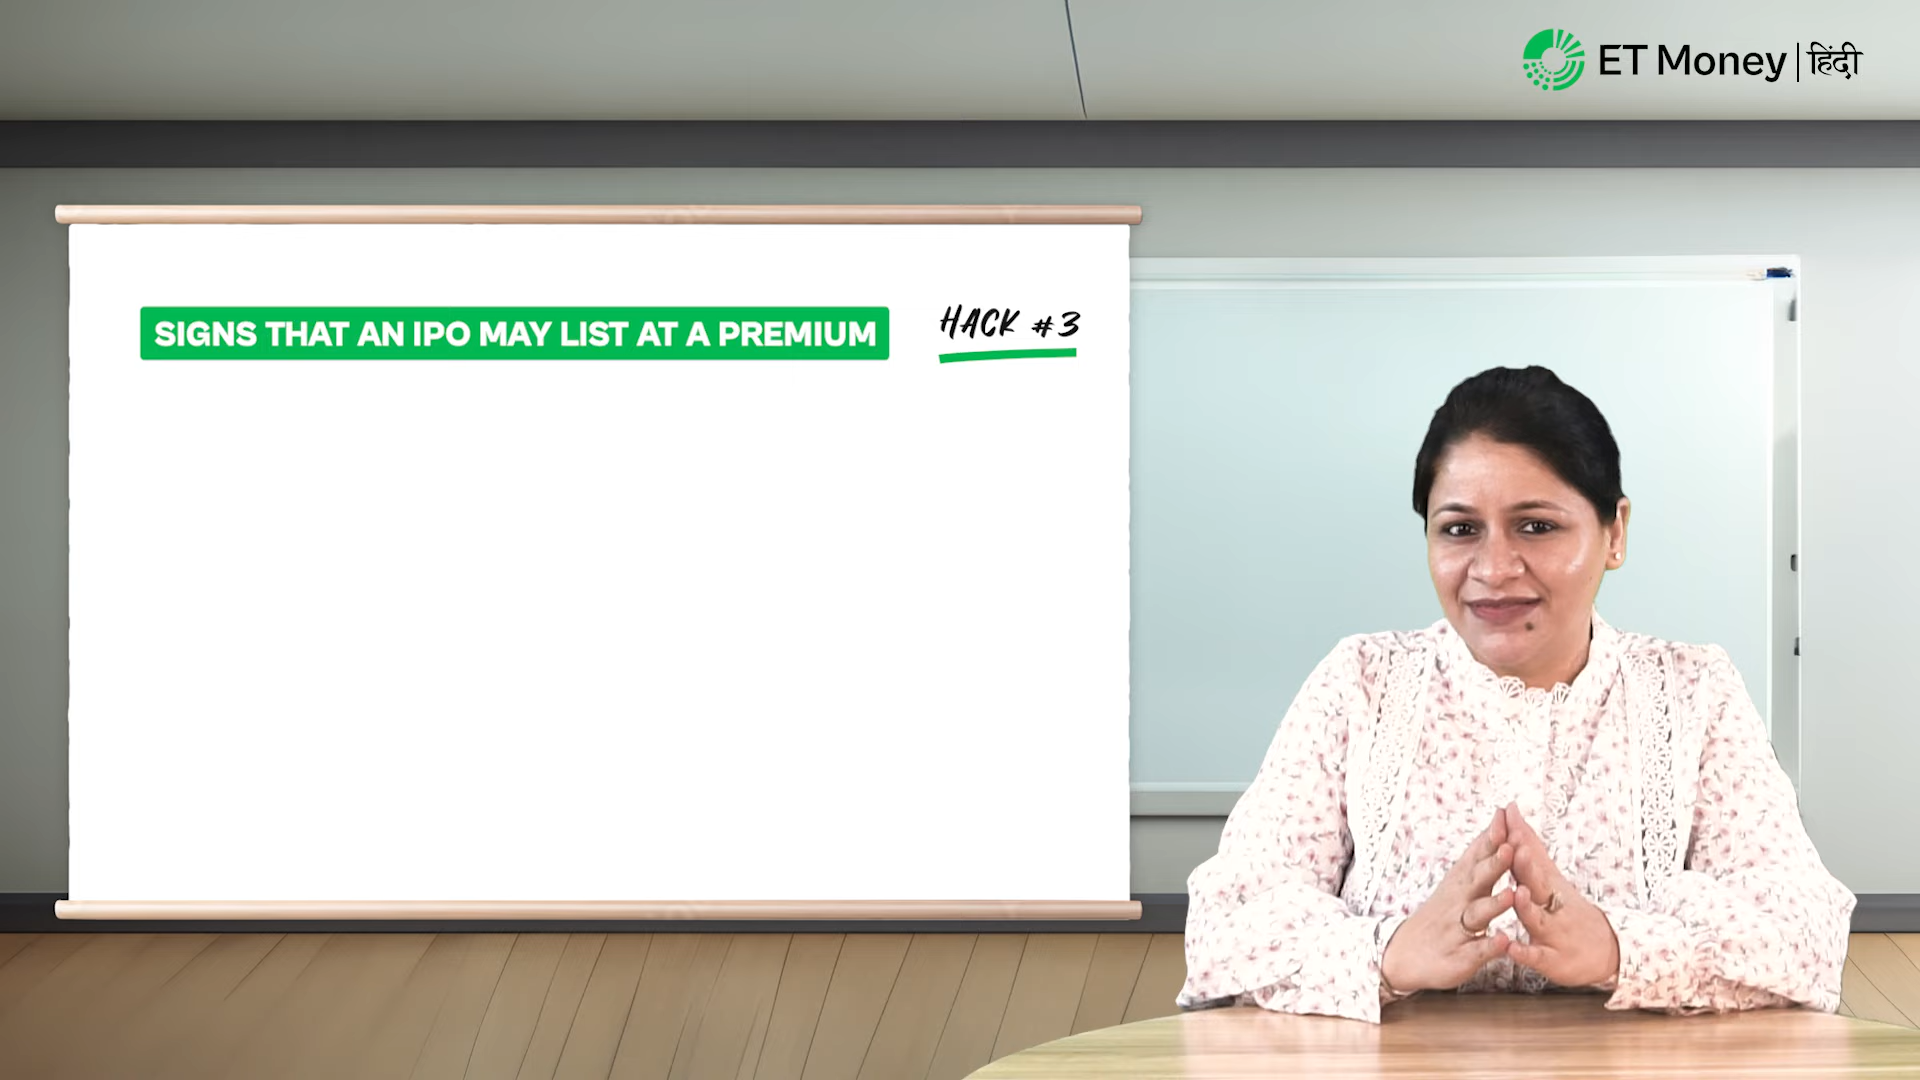 ET Money | हिंदी
SIGNS THAT AN IPO MAY LIST AT A PREMIUM
HACK #3